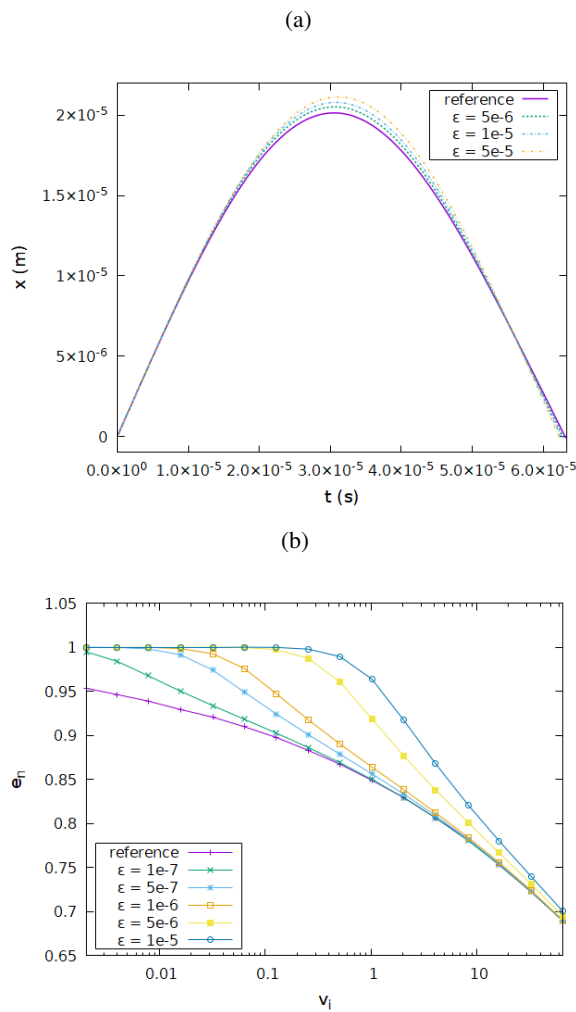 (a)
x (m)
2×10⁻⁵
1.5×10⁻⁵
1×10⁻⁵
5×10⁻⁶
0
reference
ε = 5e-6
ε = 1e-5
ε = 5e-5
0.0×10⁰ 1.0×10⁻⁵ 2.0×10⁻⁵ 3.0×10⁻⁵ 4.0×10⁻⁵ 5.0×10⁻⁵ 6.0×10⁻⁵
t (s)
(b)
eₙ
1.05
1
0.95
0.9
0.85
0.8
0.75
0.7
0.65
reference
ε = 1e-7
ε = 5e-7
ε = 1e-6
ε = 5e-6
ε = 1e-5
0.01 0.1 1 10
vᵢ